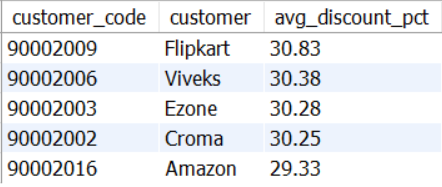 customer_code customer avg_discount_pct
90002009 Flipkart 30.83
90002006 Viveks 30.38
90002003 Ezone 30.28
90002002 Croma 30.25
90002016 Amazon 29.33